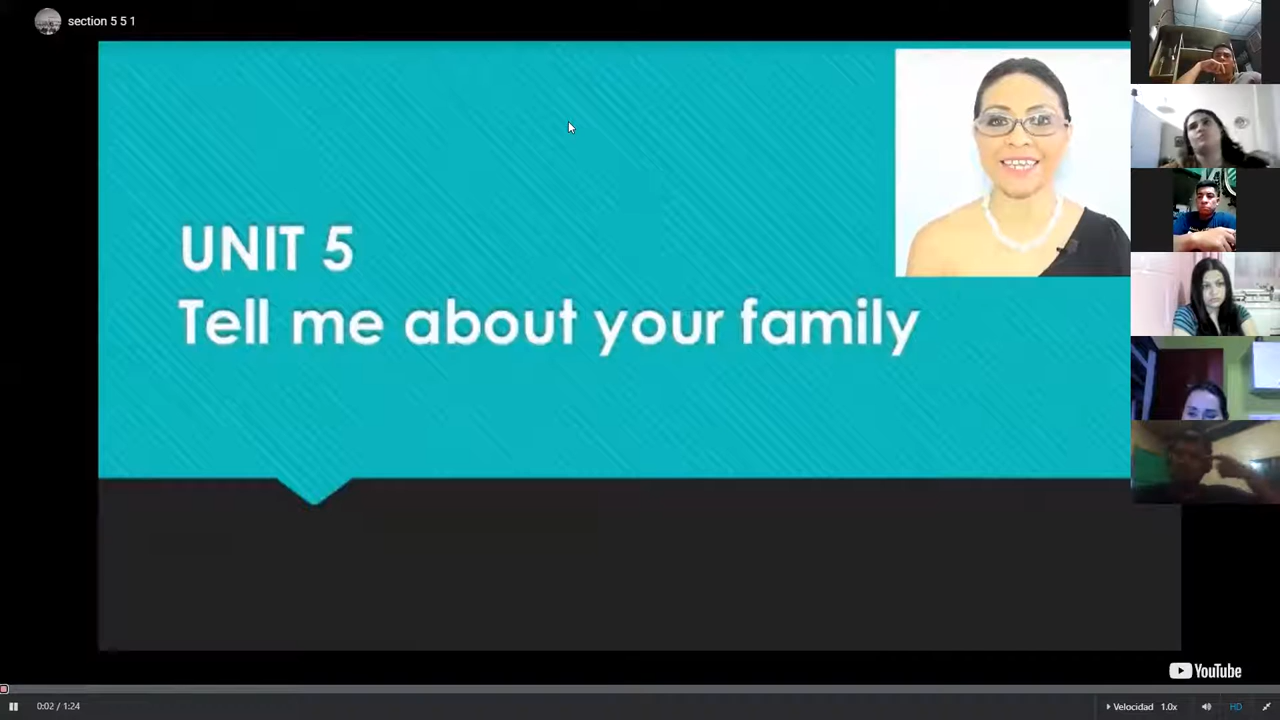 section 5 5 1
UNIT 5
Tell me about your family
YouTube
0:02 / 1:24
Velocidad 1.0x
HD